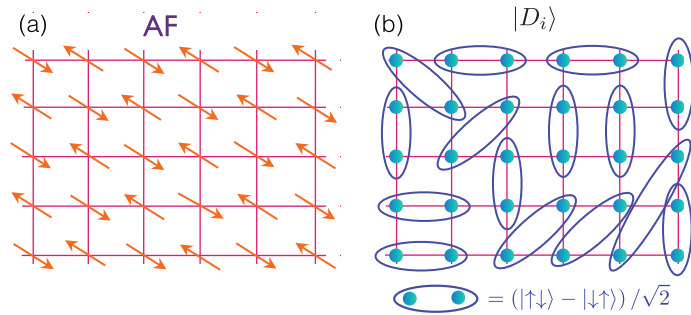 (a)
AF
(b)
|D_i⟩
= (|↑↓⟩ − |↓↑⟩) /√2